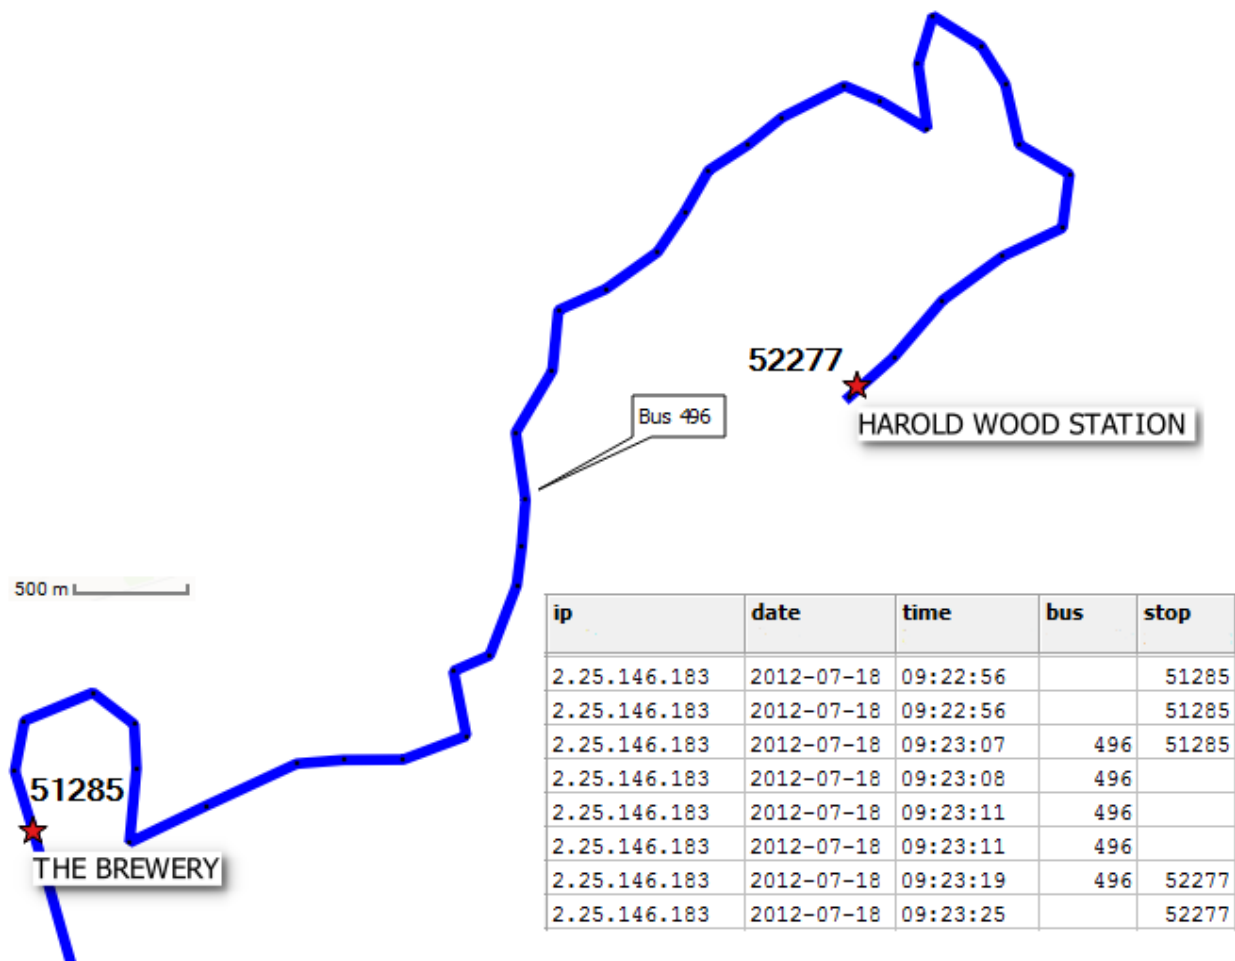 52277
HAROLD WOOD STATION
Bus 496
500 m
51285
THE BREWERY
ip date time bus stop
2.25.146.183 2012-07-18 09:22:56 51285
2.25.146.183 2012-07-18 09:22:56 51285
2.25.146.183 2012-07-18 09:23:07 496 51285
2.25.146.183 2012-07-18 09:23:08 496
2.25.146.183 2012-07-18 09:23:11 496
2.25.146.183 2012-07-18 09:23:11 496
2.25.146.183 2012-07-18 09:23:19 496 52277
2.25.146.183 2012-07-18 09:23:25 52277